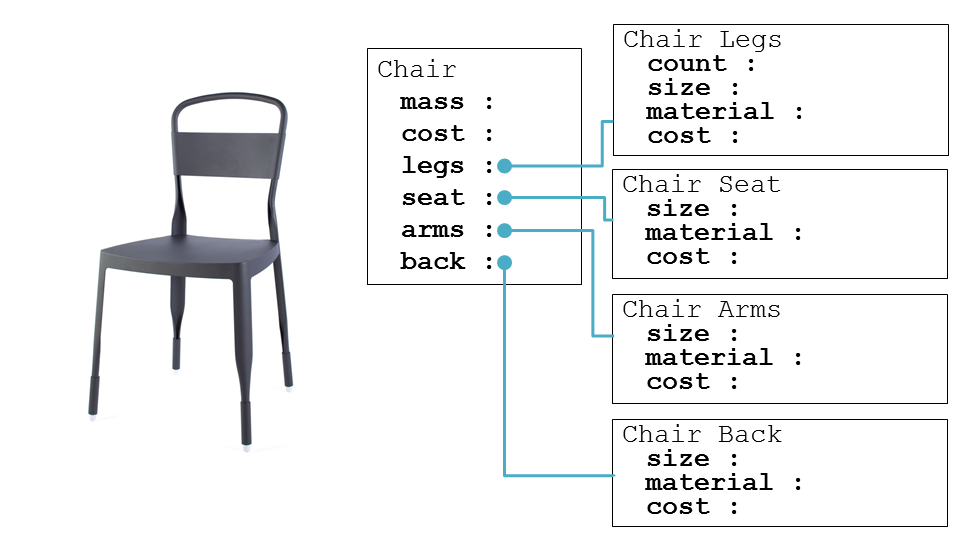 Chair
mass :
cost :
legs :
seat :
arms :
back :
Chair Legs
count :
size :
material :
cost :
Chair Seat
size :
material :
cost :
Chair Arms
size :
material :
cost :
Chair Back
size :
material :
cost :